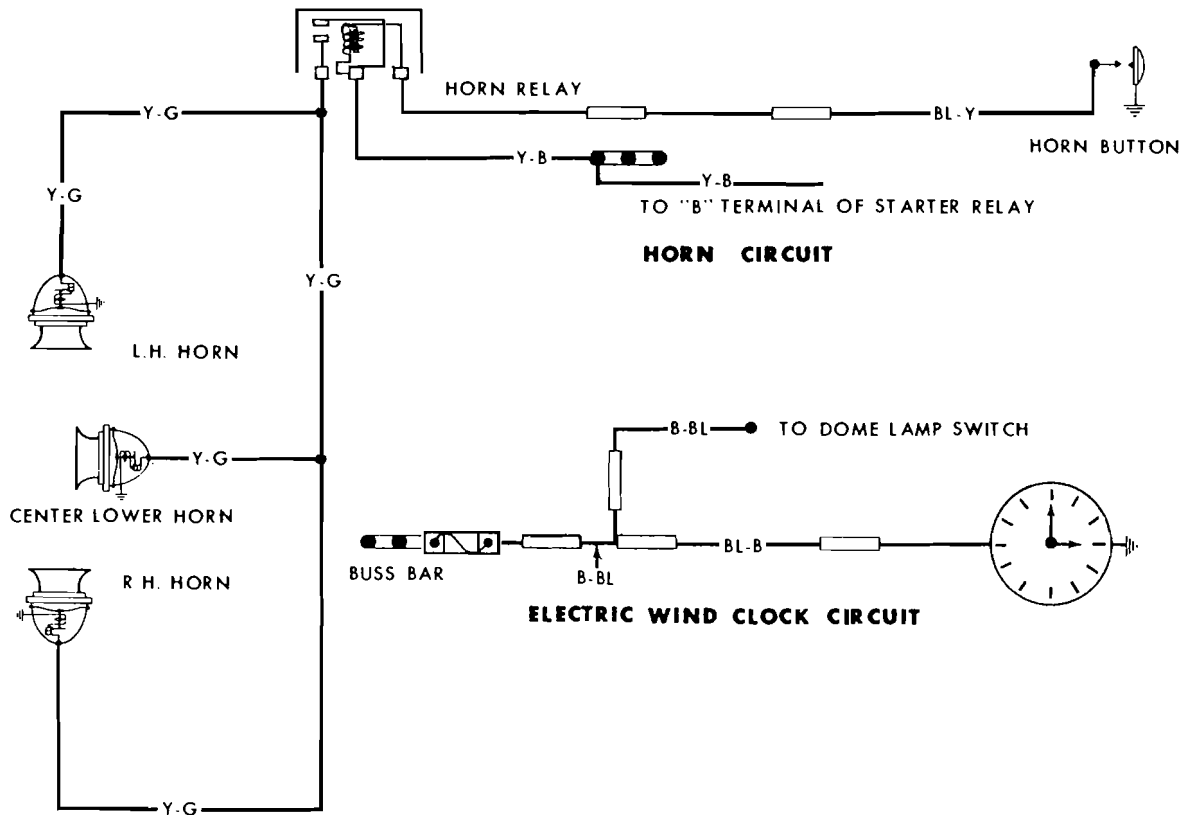 HORN RELAY
Y-G
BL-Y
HORN BUTTON
Y-B
Y-B
TO "B" TERMINAL OF STARTER RELAY
Y-G
HORN CIRCUIT
Y-G
L.H. HORN
B-BL
TO DOME LAMP SWITCH
Y-G
CENTER LOWER HORN
BL-B
BUSS BAR
B-BL
R H. HORN
ELECTRIC WIND CLOCK CIRCUIT
Y-G